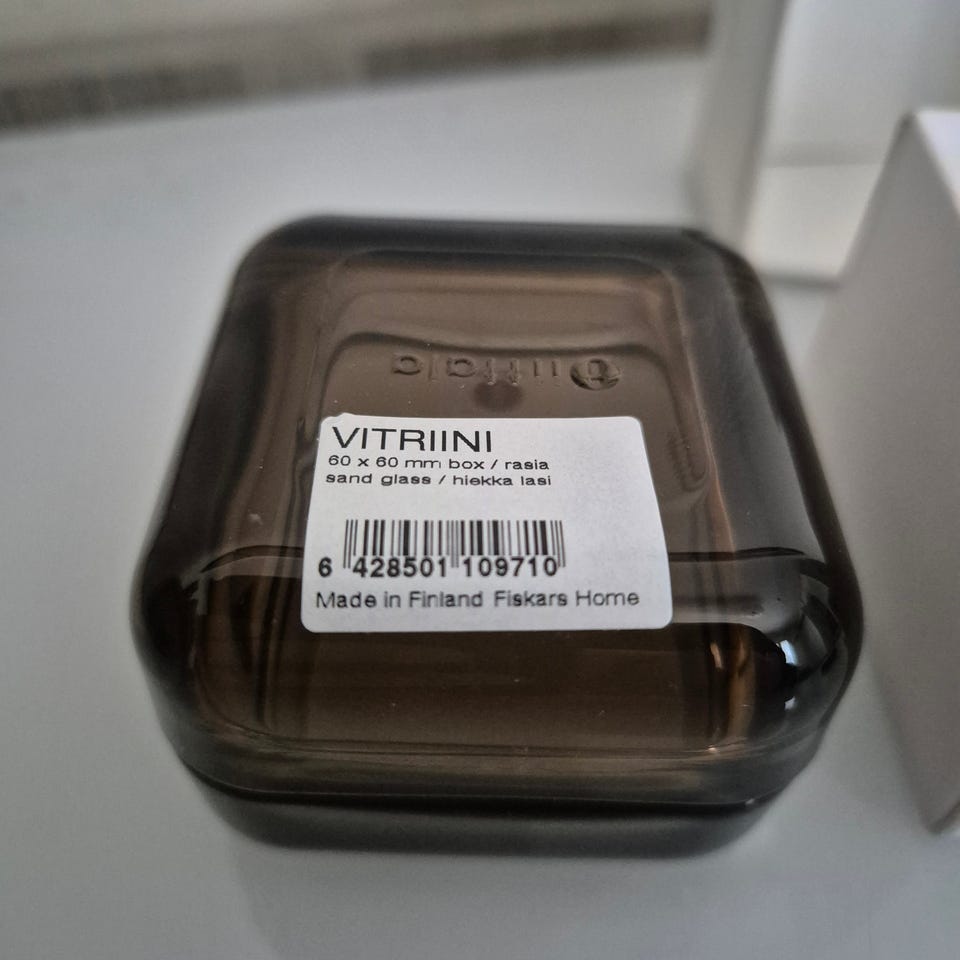 iittala
VITRIINI
60 x 60 mm box / rasia
sand glass / hiekka lasi
6 428501 109710
Made in Finland Fiskars Home